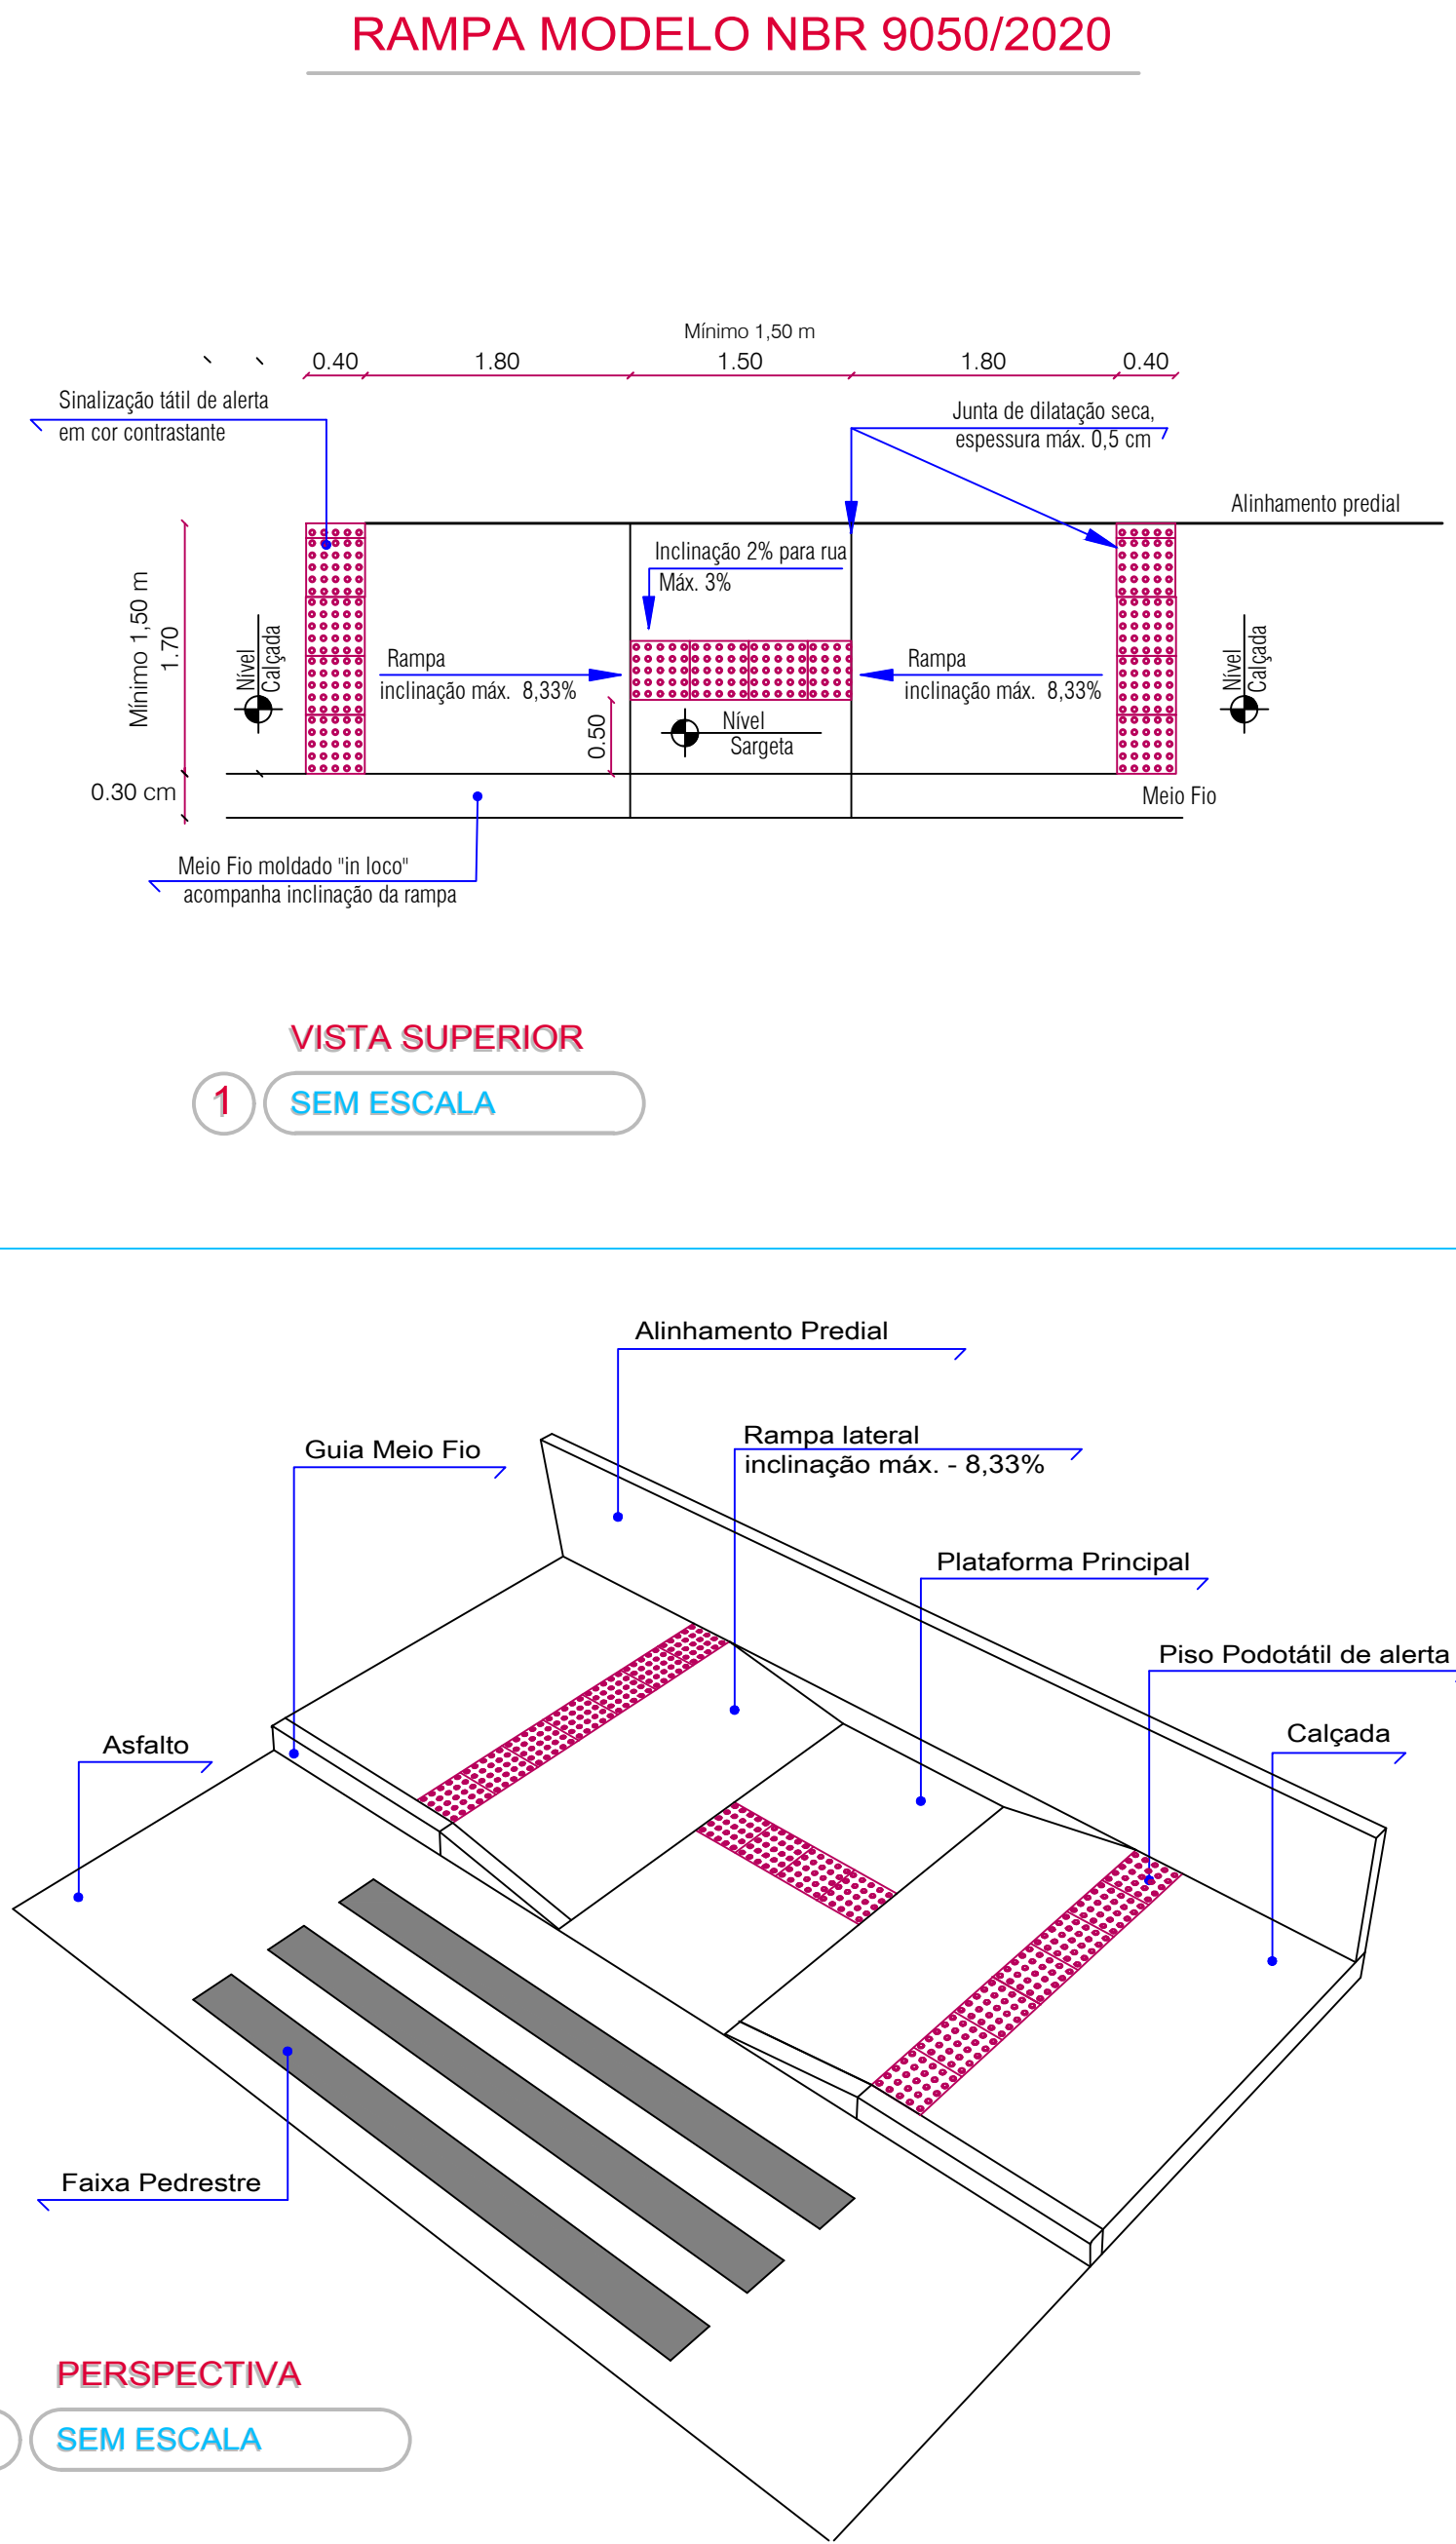 RAMPA MODELO NBR 9050/2020
Mínimo 1,50 m
0.40
1.80
1.50
1.80
0.40
Sinalização tátil de alerta
em cor contrastante
Junta de dilatação seca,
espessura máx. 0,5 cm
Alinhamento predial
Inclinação 2% para rua
Máx. 3%
Mínimo 1,50 m
1.70
Nível
Calçada
Rampa
inclinação máx. 8,33%
Rampa
inclinação máx. 8,33%
Nível
Calçada
0.50
Nível
Sargeta
0.30 cm
Meio Fio
Meio Fio moldado "in loco"
acompanha inclinação da rampa
VISTA SUPERIOR
1
SEM ESCALA
Alinhamento Predial
Rampa lateral
inclinação máx. - 8,33%
Guia Meio Fio
Plataforma Principal
Piso Podotátil de alerta
Calçada
Asfalto
Faixa Pedrestre
PERSPECTIVA
SEM ESCALA